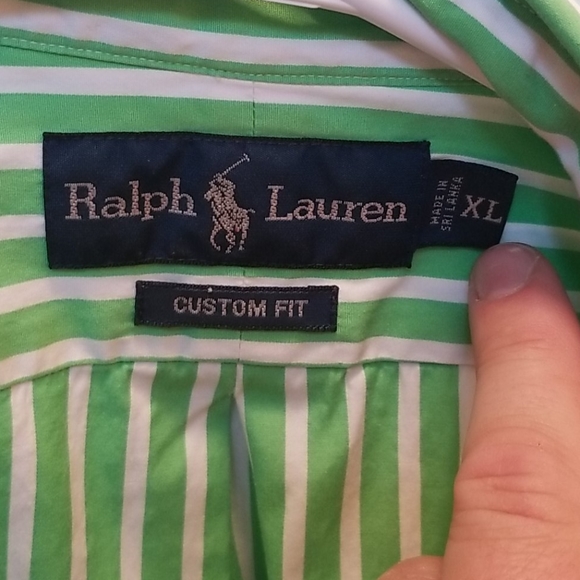 Ralph Lauren
MADE IN
SRI LANKA
XL
CUSTOM FIT